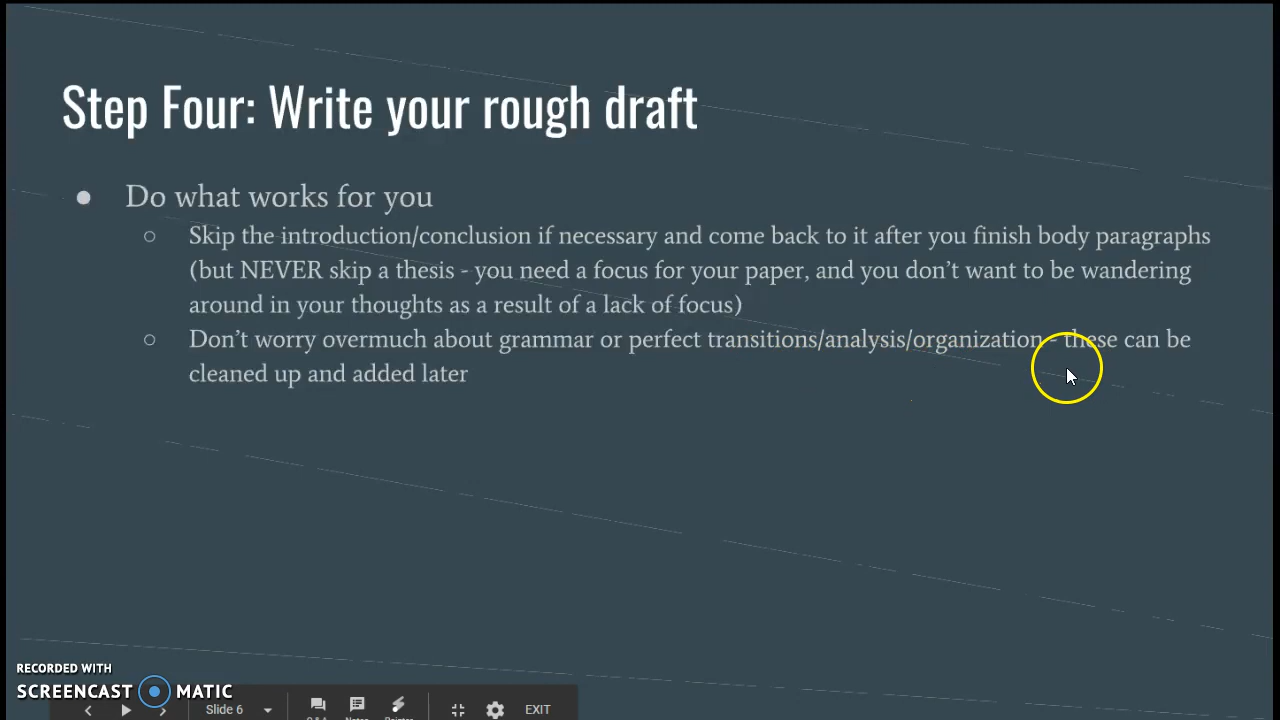 Step Four: Write your rough draft
● Do what works for you
○ Skip the introduction/conclusion if necessary and come back to it after you finish body paragraphs
(but NEVER skip a thesis - you need a focus for your paper, and you don't want to be wandering
around in your thoughts as a result of a lack of focus)
○ Don't worry overmuch about grammar or perfect transitions/analysis/organization - these can be
cleaned up and added later
RECORDED WITH
SCREENCAST MATIC
Slide 6 EXIT